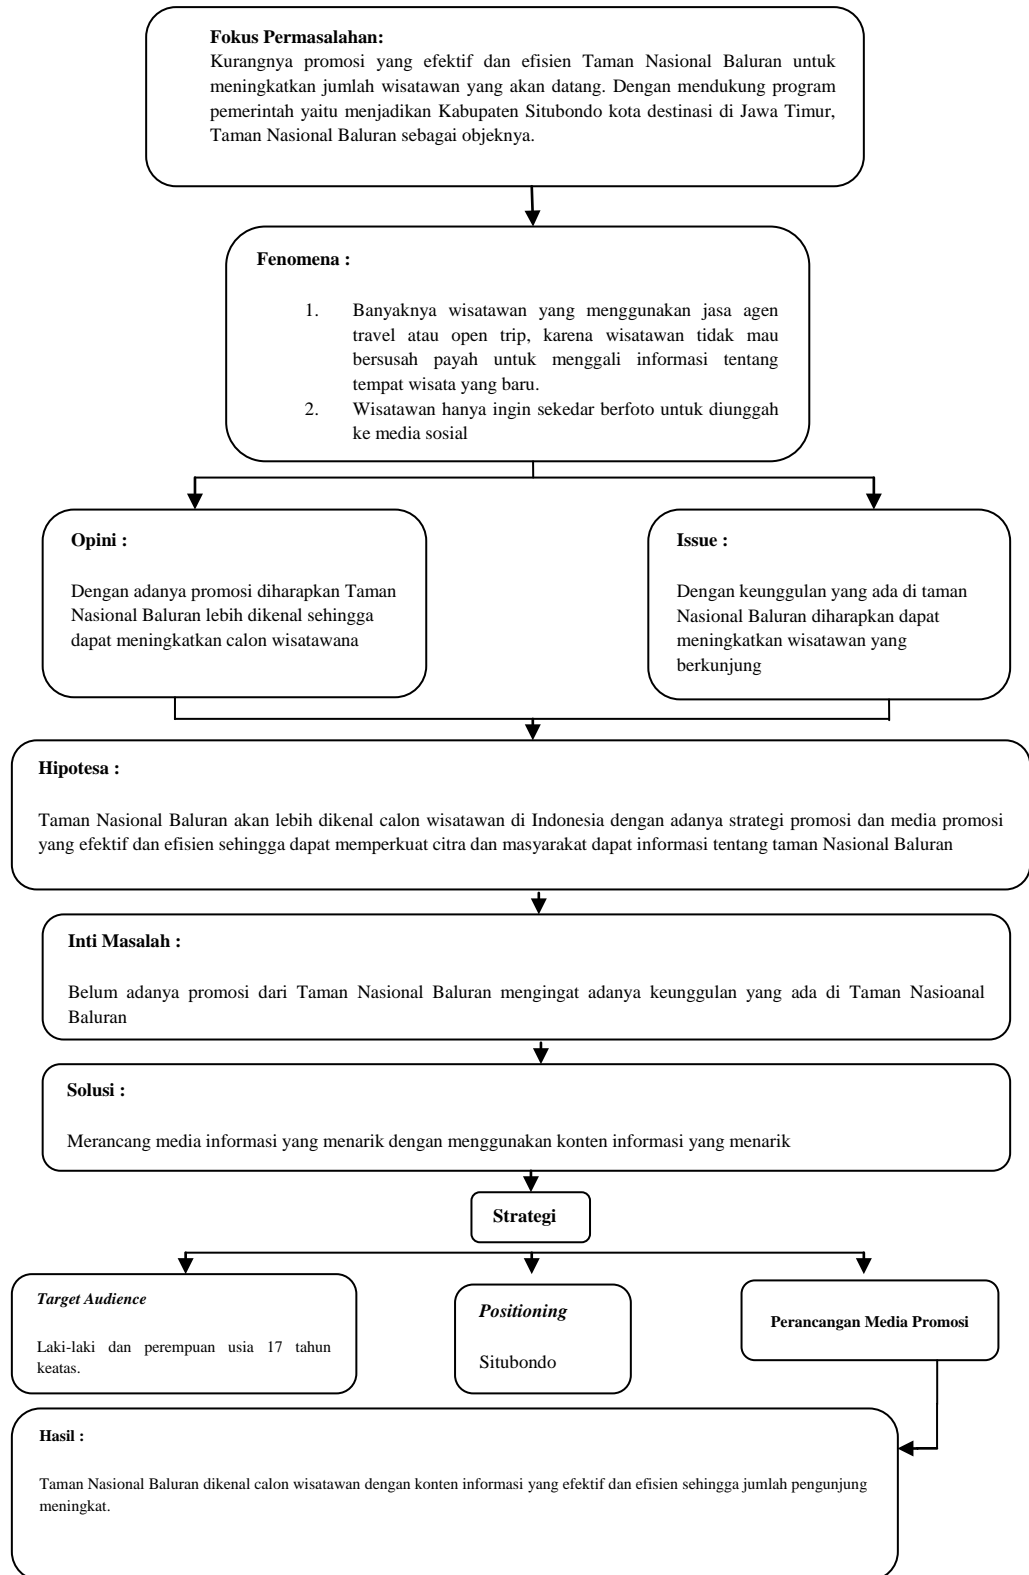 Fokus Permasalahan:
Kurangnya promosi yang efektif dan efisien Taman Nasional Baluran untuk
meningkatkan jumlah wisatawan yang akan datang. Dengan mendukung program
pemerintah yaitu menjadikan Kabupaten Situbondo kota destinasi di Jawa Timur,
Taman Nasional Baluran sebagai objeknya.
Fenomena :
1. Banyaknya wisatawan yang menggunakan jasa agen
travel atau open trip, karena wisatawan tidak mau
bersusah payah untuk menggali informasi tentang
tempat wisata yang baru.
2. Wisatawan hanya ingin sekedar berfoto untuk diunggah
ke media sosial
Opini :
Dengan adanya promosi diharapkan Taman
Nasional Baluran lebih dikenal sehingga
dapat meningkatkan calon wisatawana
Issue :
Dengan keunggulan yang ada di taman
Nasional Baluran diharapkan dapat
meningkatkan wisatawan yang
berkunjung
Hipotesa :
Taman Nasional Baluran akan lebih dikenal calon wisatawan di Indonesia dengan adanya strategi promosi dan media promosi
yang efektif dan efisien sehingga dapat memperkuat citra dan masyarakat dapat informasi tentang taman Nasional Baluran
Inti Masalah :
Belum adanya promosi dari Taman Nasional Baluran mengingat adanya keunggulan yang ada di Taman Nasioanal
Baluran
Solusi :
Merancang media informasi yang menarik dengan menggunakan konten informasi yang menarik
Strategi
Target Audience
Laki-laki dan perempuan usia 17 tahun
keatas.
Positioning
Situbondo
Perancangan Media Promosi
Hasil :
Taman Nasional Baluran dikenal calon wisatawan dengan konten informasi yang efektif dan efisien sehingga jumlah pengunjung
meningkat.